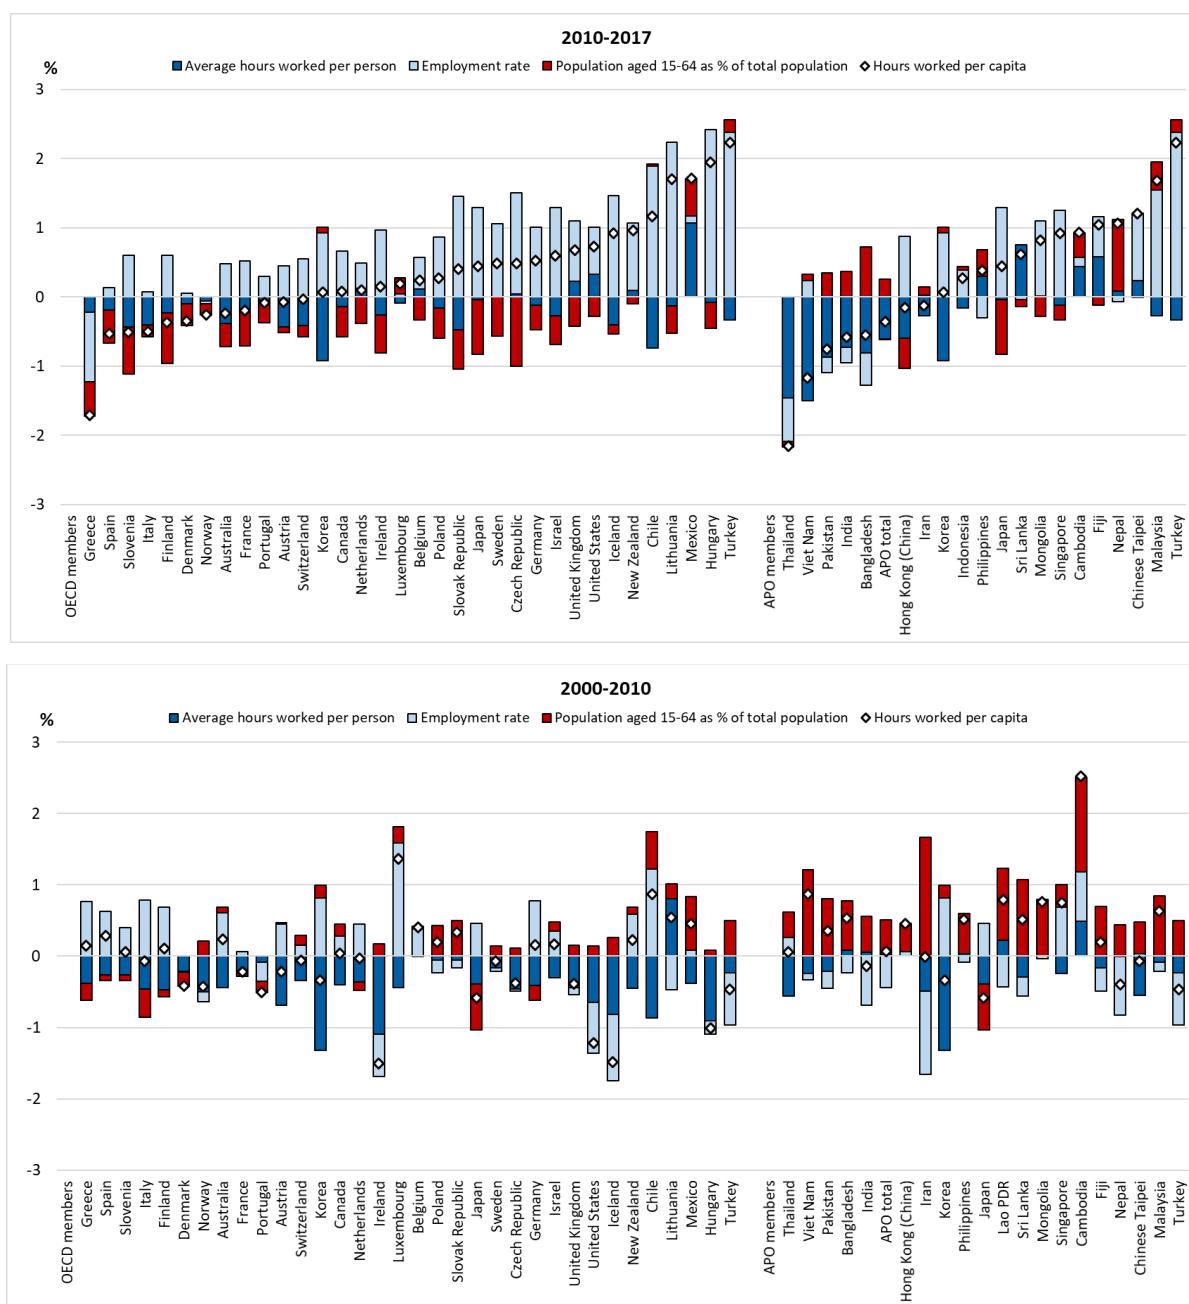 2010-2017
%
Average hours worked per person Employment rate Population aged 15-64 as % of total population Hours worked per capita
3
2
1
0
-1
-2
-3
OECD members
Greece
Spain
Slovenia
Italy
Finland
Denmark
Norway
Australia
France
Portugal
Austria
Switzerland
Korea
Canada
Netherlands
Ireland
Luxembourg
Belgium
Poland
Slovak Republic
Japan
Sweden
Czech Republic
Germany
Israel
United Kingdom
United States
Iceland
New Zealand
Chile
Lithuania
Mexico
Hungary
Turkey
APO members
Thailand
Viet Nam
Pakistan
India
Bangladesh
APO total
Hong Kong (China)
Iran
Korea
Indonesia
Philippines
Japan
Sri Lanka
Mongolia
Singapore
Cambodia
Fiji
Nepal
Chinese Taipei
Malaysia
Turkey
2000-2010
%
Average hours worked per person Employment rate Population aged 15-64 as % of total population Hours worked per capita
3
2
1
0
-1
-2
-3
OECD members
Greece
Spain
Slovenia
Italy
Finland
Denmark
Norway
Australia
France
Portugal
Austria
Switzerland
Korea
Canada
Netherlands
Ireland
Luxembourg
Belgium
Poland
Slovak Republic
Japan
Sweden
Czech Republic
Germany
Israel
United Kingdom
United States
Iceland
New Zealand
Chile
Lithuania
Mexico
Hungary
Turkey
APO members
Thailand
Viet Nam
Pakistan
Bangladesh
India
APO total
Hong Kong (China)
Iran
Korea
Philippines
Japan
Lao PDR
Sri Lanka
Mongolia
Singapore
Cambodia
Fiji
Nepal
Chinese Taipei
Malaysia
Turkey